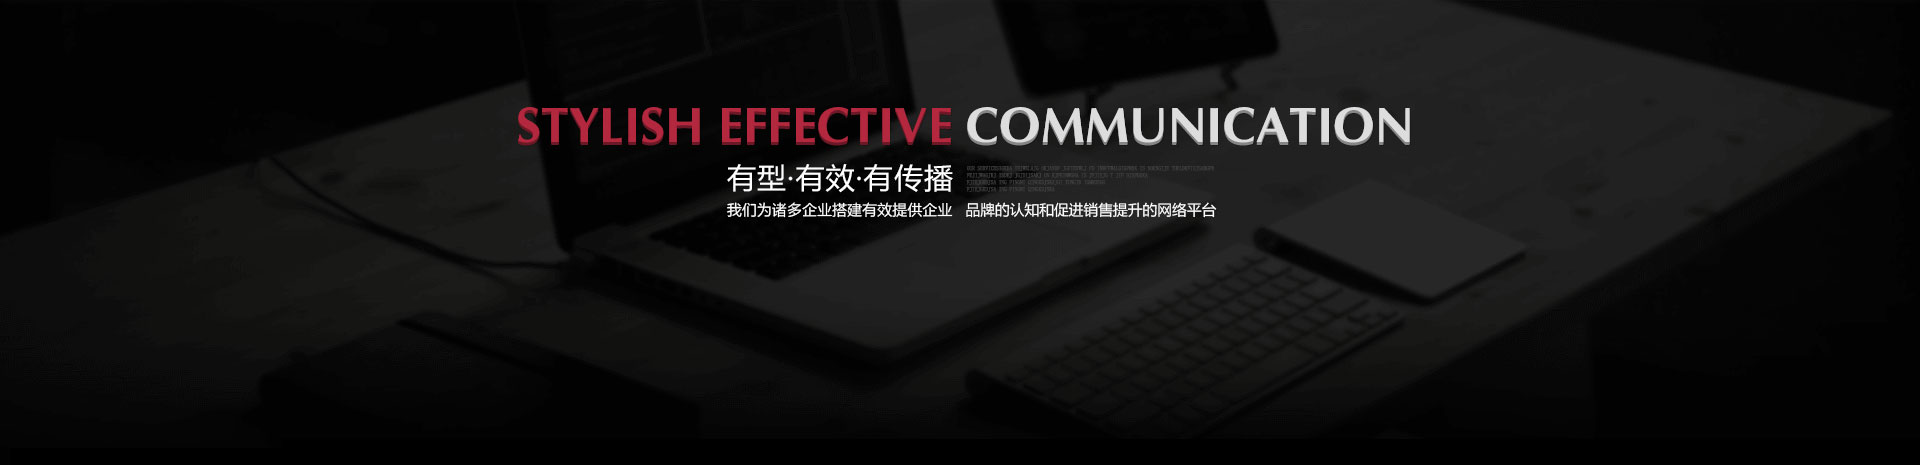 STYLISH EFFECTIVE COMMUNICATION
有型·有效·有传播
我们为诸多企业搭建有效提供企业 品牌的认知和促进销售提升的网络平台